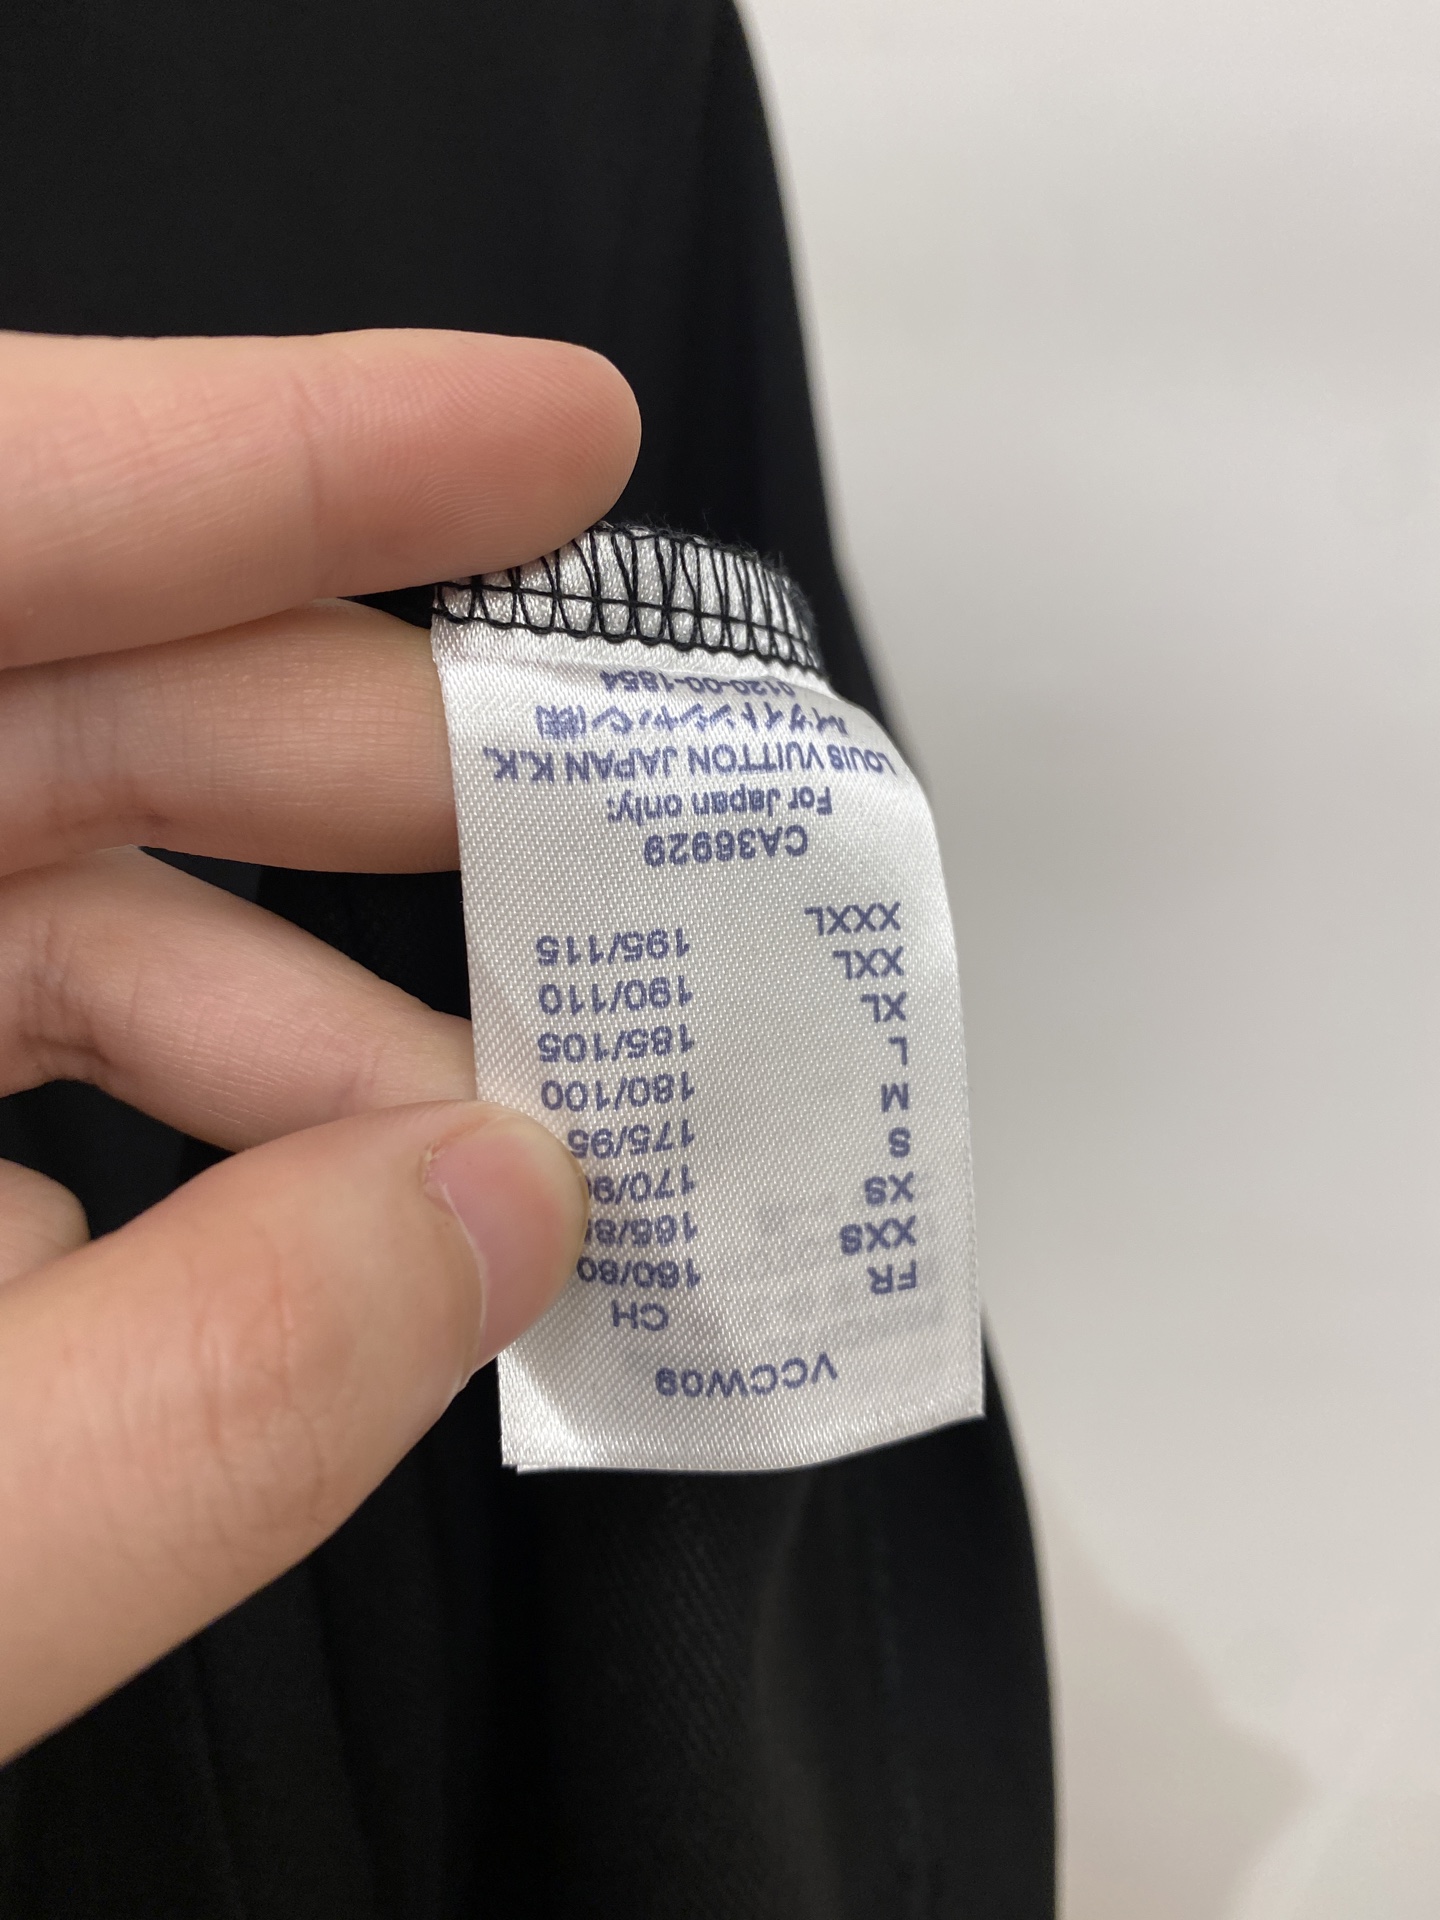 VCCW09
FR CH
XXS 160/80
XS
S
M 175/95
L 180/100
XL 185/105
XXL 190/110
XXXL 195/115
CA36929
For Japan only:
LOUIS VUITTON JAPAN K.K.
ルイヴィトンジャパン(株)
0120-00-1854